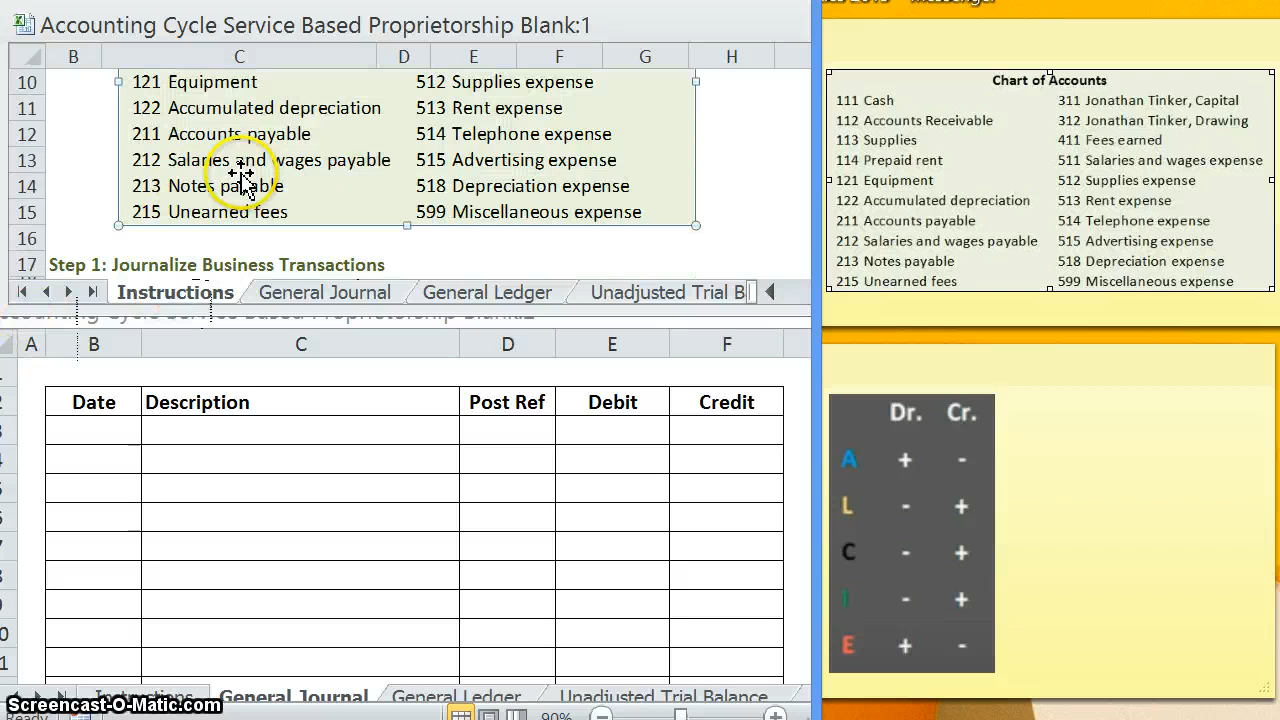 Accounting Cycle Service Based Proprietorship Blank:1
B C D E F G H
10 121 Equipment 512 Supplies expense
11 122 Accumulated depreciation 513 Rent expense
12 211 Accounts payable 514 Telephone expense
13 212 Salaries and wages payable 515 Advertising expense
14 213 Notes payable 518 Depreciation expense
15 215 Unearned fees 599 Miscellaneous expense
16
17 Step 1: Journalize Business Transactions
Instructions General Journal General Ledger Unadjusted Trial B
A B C D E F
Date Description Post Ref Debit Credit
Instructions General Journal General Ledger Unadjusted Trial Balance
Ready 90%
Screencast-O-Matic.com
Chart of Accounts
111 Cash 311 Jonathan Tinker, Capital
112 Accounts Receivable 312 Jonathan Tinker, Drawing
113 Supplies 411 Fees earned
114 Prepaid rent 511 Salaries and wages expense
121 Equipment 512 Supplies expense
122 Accumulated depreciation 513 Rent expense
211 Accounts payable 514 Telephone expense
212 Salaries and wages payable 515 Advertising expense
213 Notes payable 518 Depreciation expense
215 Unearned fees 599 Miscellaneous expense
Dr. Cr.
A + -
L - +
C - +
I - +
E + -